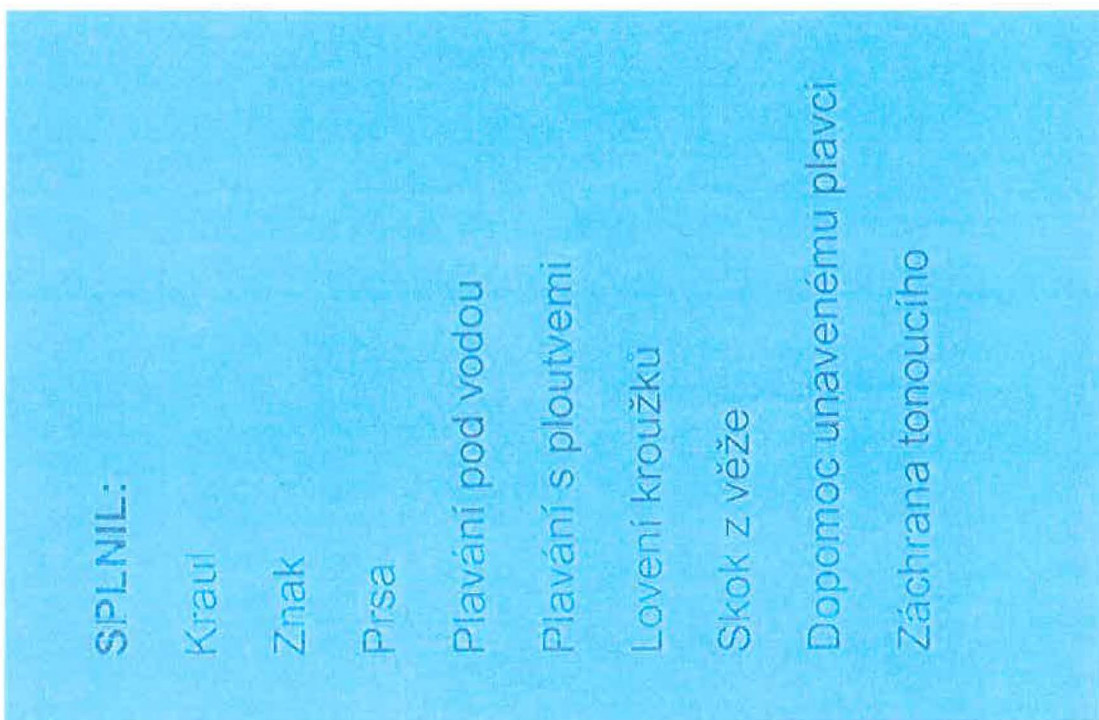 SPLNIL:
Kraul
Znak
Prsa
Plavání pod vodou
Plavání s ploutvemi
Lovení kroužků
Skok z věže
Dopomoc unavenému plavci
Záchrana tonoucího